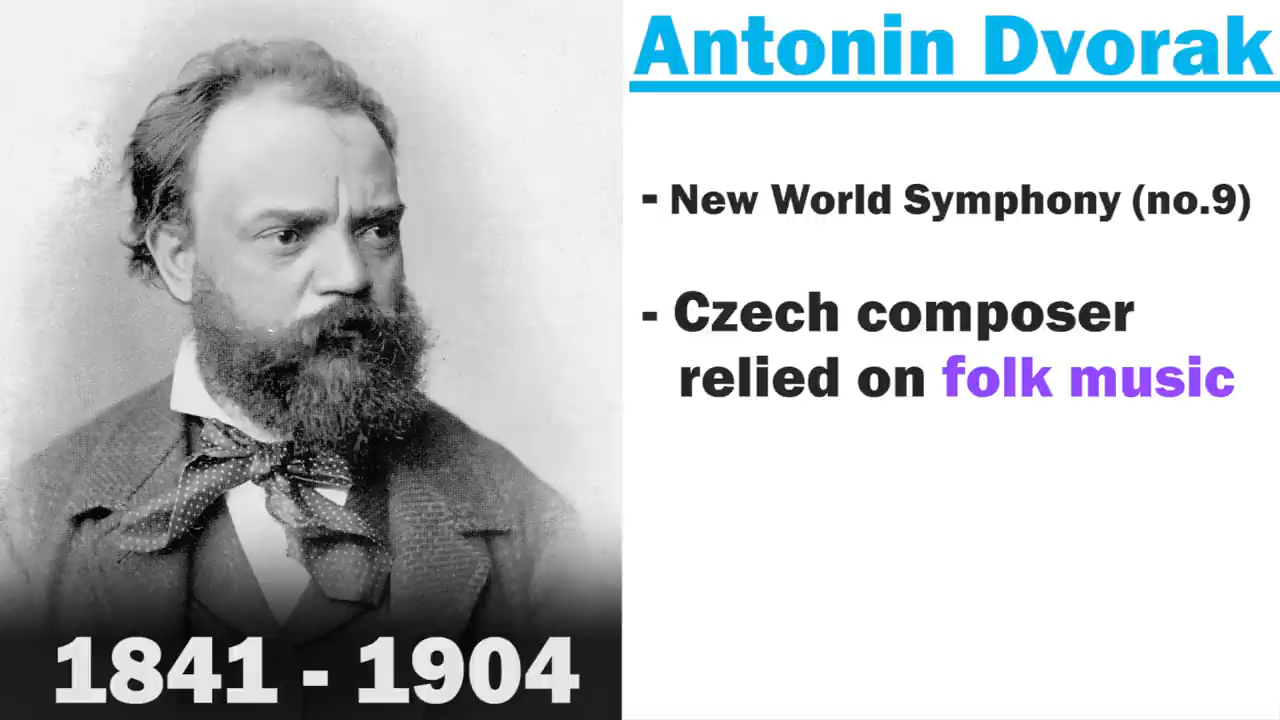 Antonin Dvorak
- New World Symphony (no.9)
- Czech composer
relied on folk music
1841 - 1904